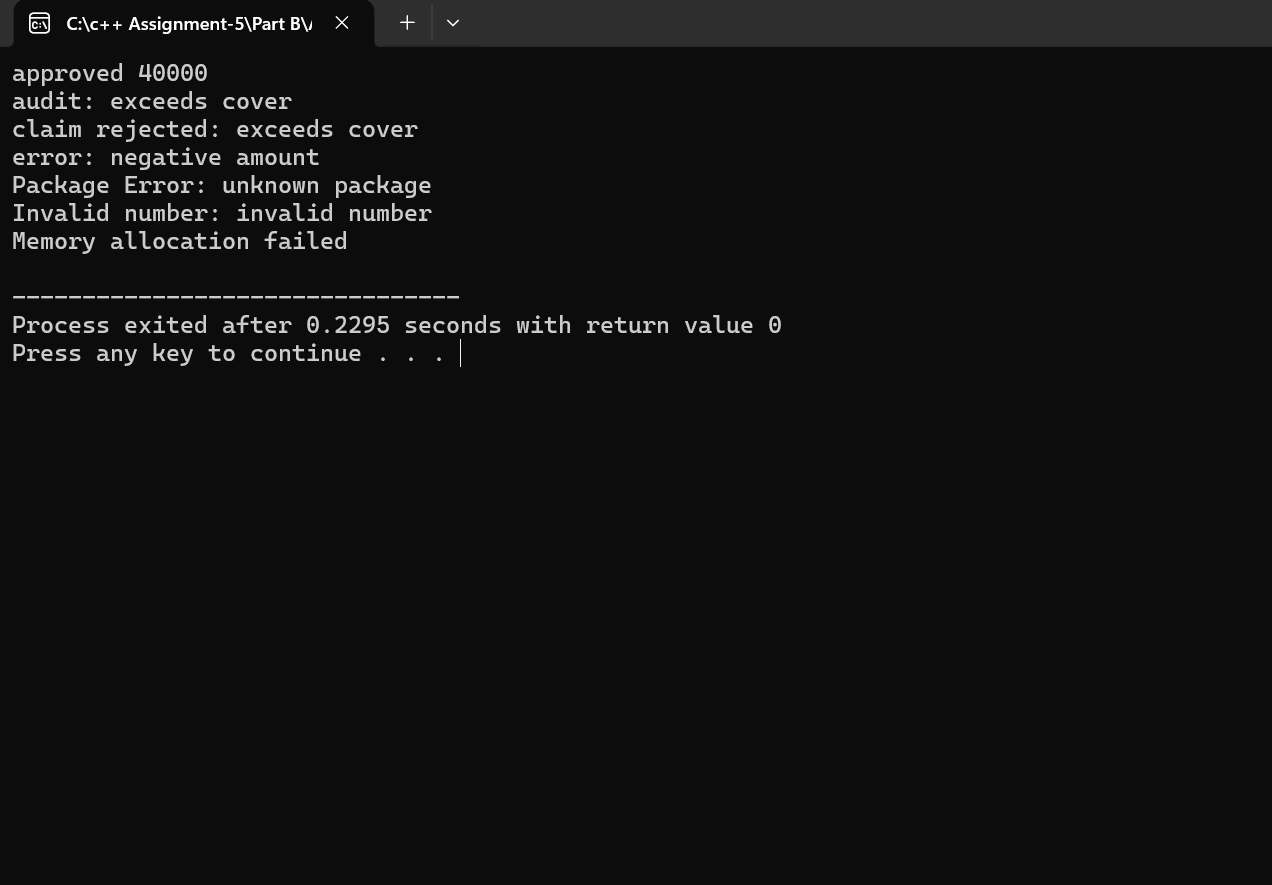 C:\c++ Assignment-5\Part B\
approved 40000
audit: exceeds cover
claim rejected: exceeds cover
error: negative amount
Package Error: unknown package
Invalid number: invalid number
Memory allocation failed
--------------------------------
Process exited after 0.2295 seconds with return value 0
Press any key to continue . . .